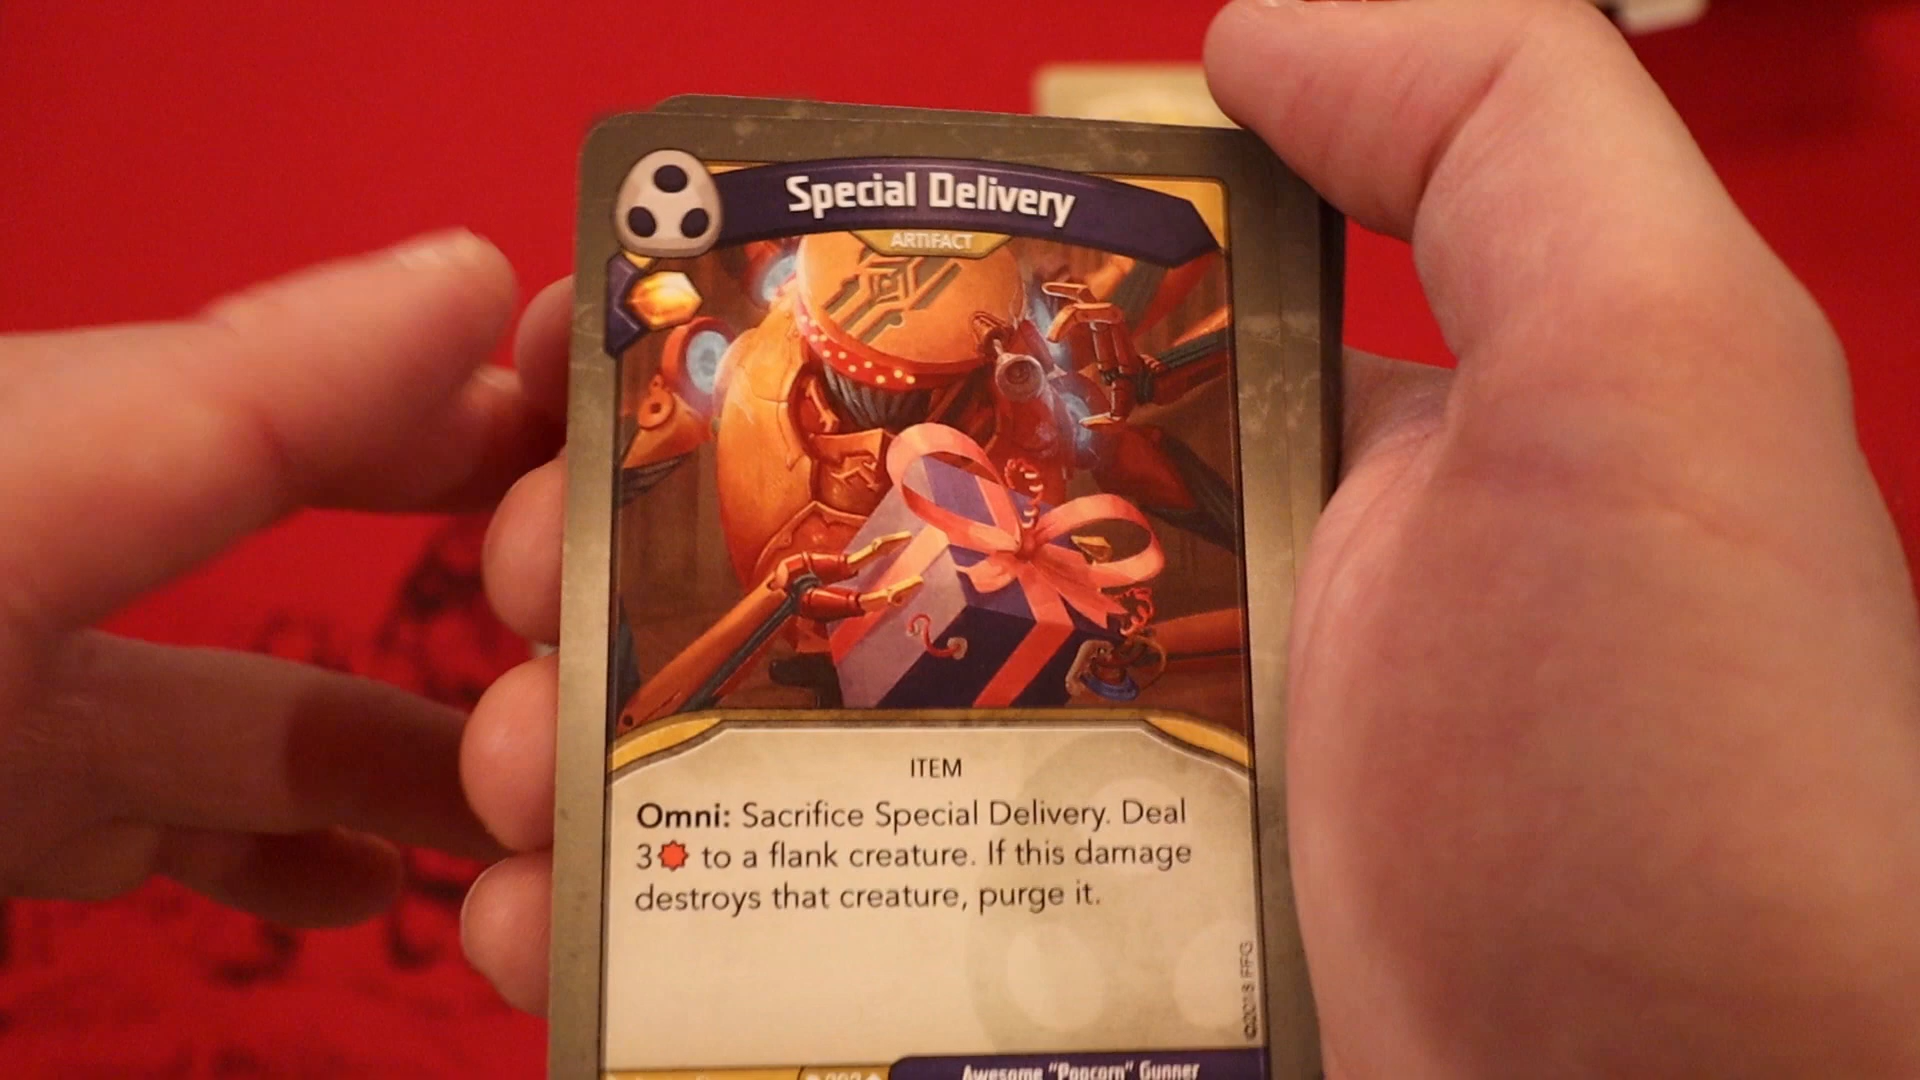 Special Delivery
ARTIFACT
ITEM
Omni: Sacrifice Special Delivery. Deal
3 to a flank creature. If this damage
destroys that creature, purge it.
©2018 FFG
Awesome "Popcorn" Gunner